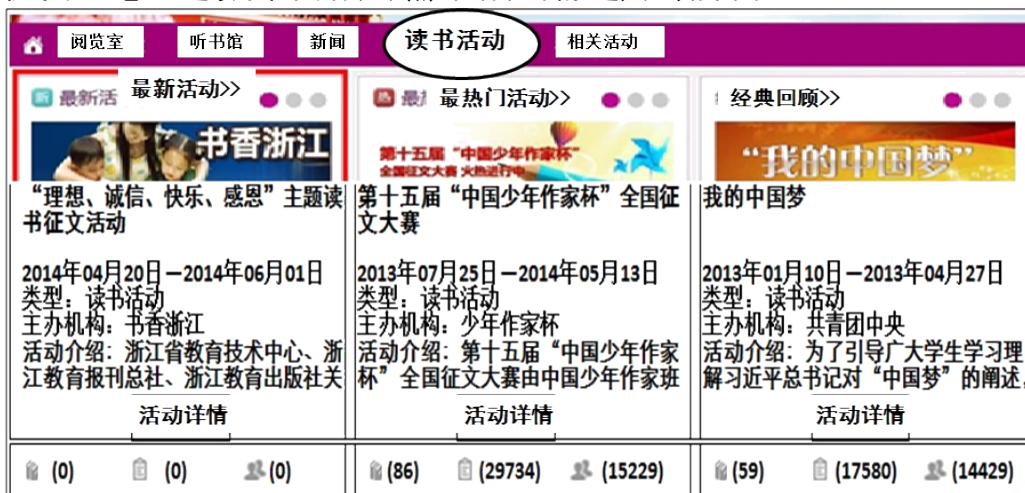 阅览室
听书馆
新闻
读书活动
相关活动
新
最新活
最新活动>>
热
最热门活动>>
经典回顾>>
书香浙江
第十五届“中国少年作家杯”
全国征文大赛 火热进行中
“我的中国梦”
“理想、诚信、快乐、感恩”主题读
书征文活动
2014年04月20日－2014年06月01日
类型：读书活动
主办机构：书香浙江
活动介绍：浙江省教育技术中心、浙
江教育报刊总社、浙江教育出版社关
活动详情
(0)
(0)
(0)
第十五届“中国少年作家杯”全国征
文大赛
2013年07月25日－2014年05月13日
类型：读书活动
主办机构：少年作家杯
活动介绍：第十五届“中国少年作家
杯”全国征文大赛由中国少年作家班
活动详情
(86)
(29734)
(15229)
我的中国梦
2013年01月10日－2013年04月27日
类型：读书活动
主办机构：共青团中央
活动介绍：为了引导广大学生学习理
解习近平总书记对“中国梦”的阐述，
活动详情
(59)
(17580)
(14429)